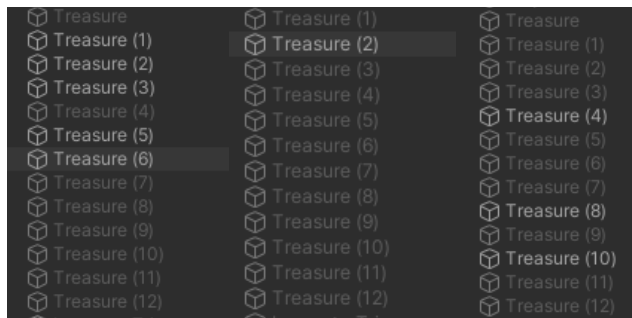 Treasure
Treasure (1)
Treasure (2)
Treasure (3)
Treasure (4)
Treasure (5)
Treasure (6)
Treasure (7)
Treasure (8)
Treasure (9)
Treasure (10)
Treasure (11)
Treasure (12)
Treasure (1)
Treasure (2)
Treasure (3)
Treasure (4)
Treasure (5)
Treasure (6)
Treasure (7)
Treasure (8)
Treasure (9)
Treasure (10)
Treasure (11)
Treasure (12)
Treasure
Treasure (1)
Treasure (2)
Treasure (3)
Treasure (4)
Treasure (5)
Treasure (6)
Treasure (7)
Treasure (8)
Treasure (9)
Treasure (10)
Treasure (11)
Treasure (12)